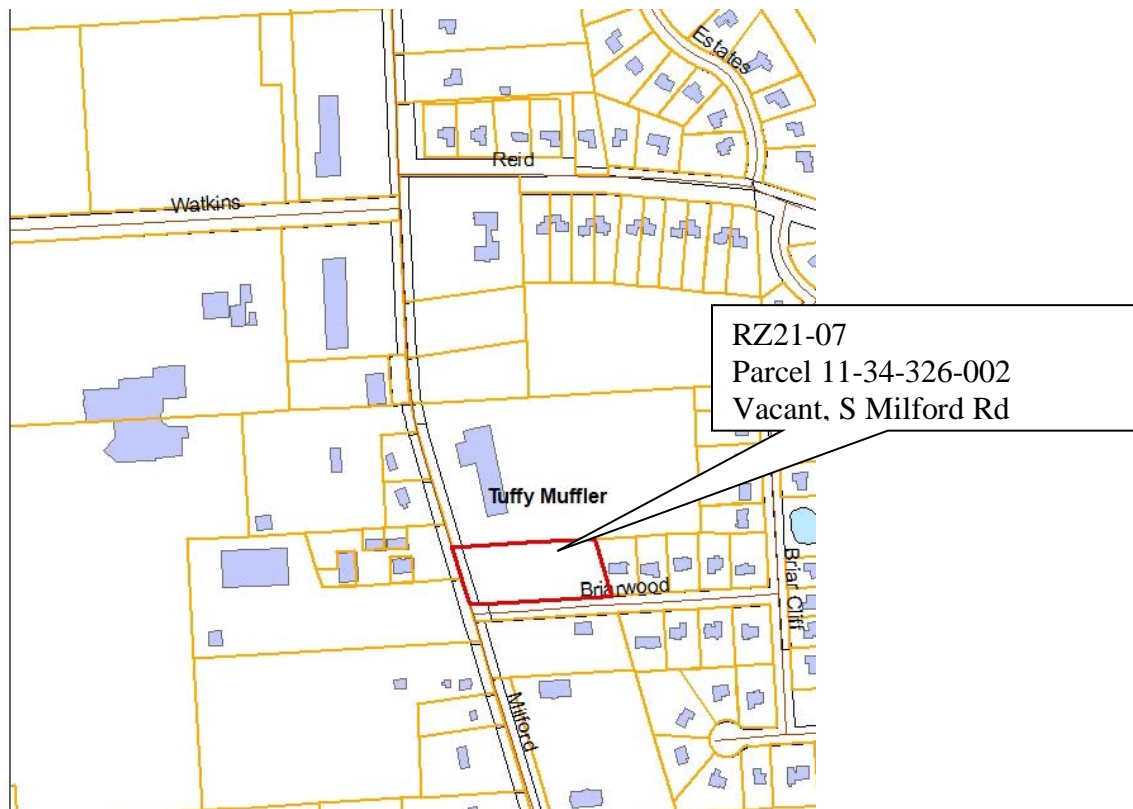 Estates
Reid
Watkins
RZ21-07
Parcel 11-34-326-002
Vacant, S Milford Rd
Tuffy Muffler
Briarwood
Briar Cliff
Milford